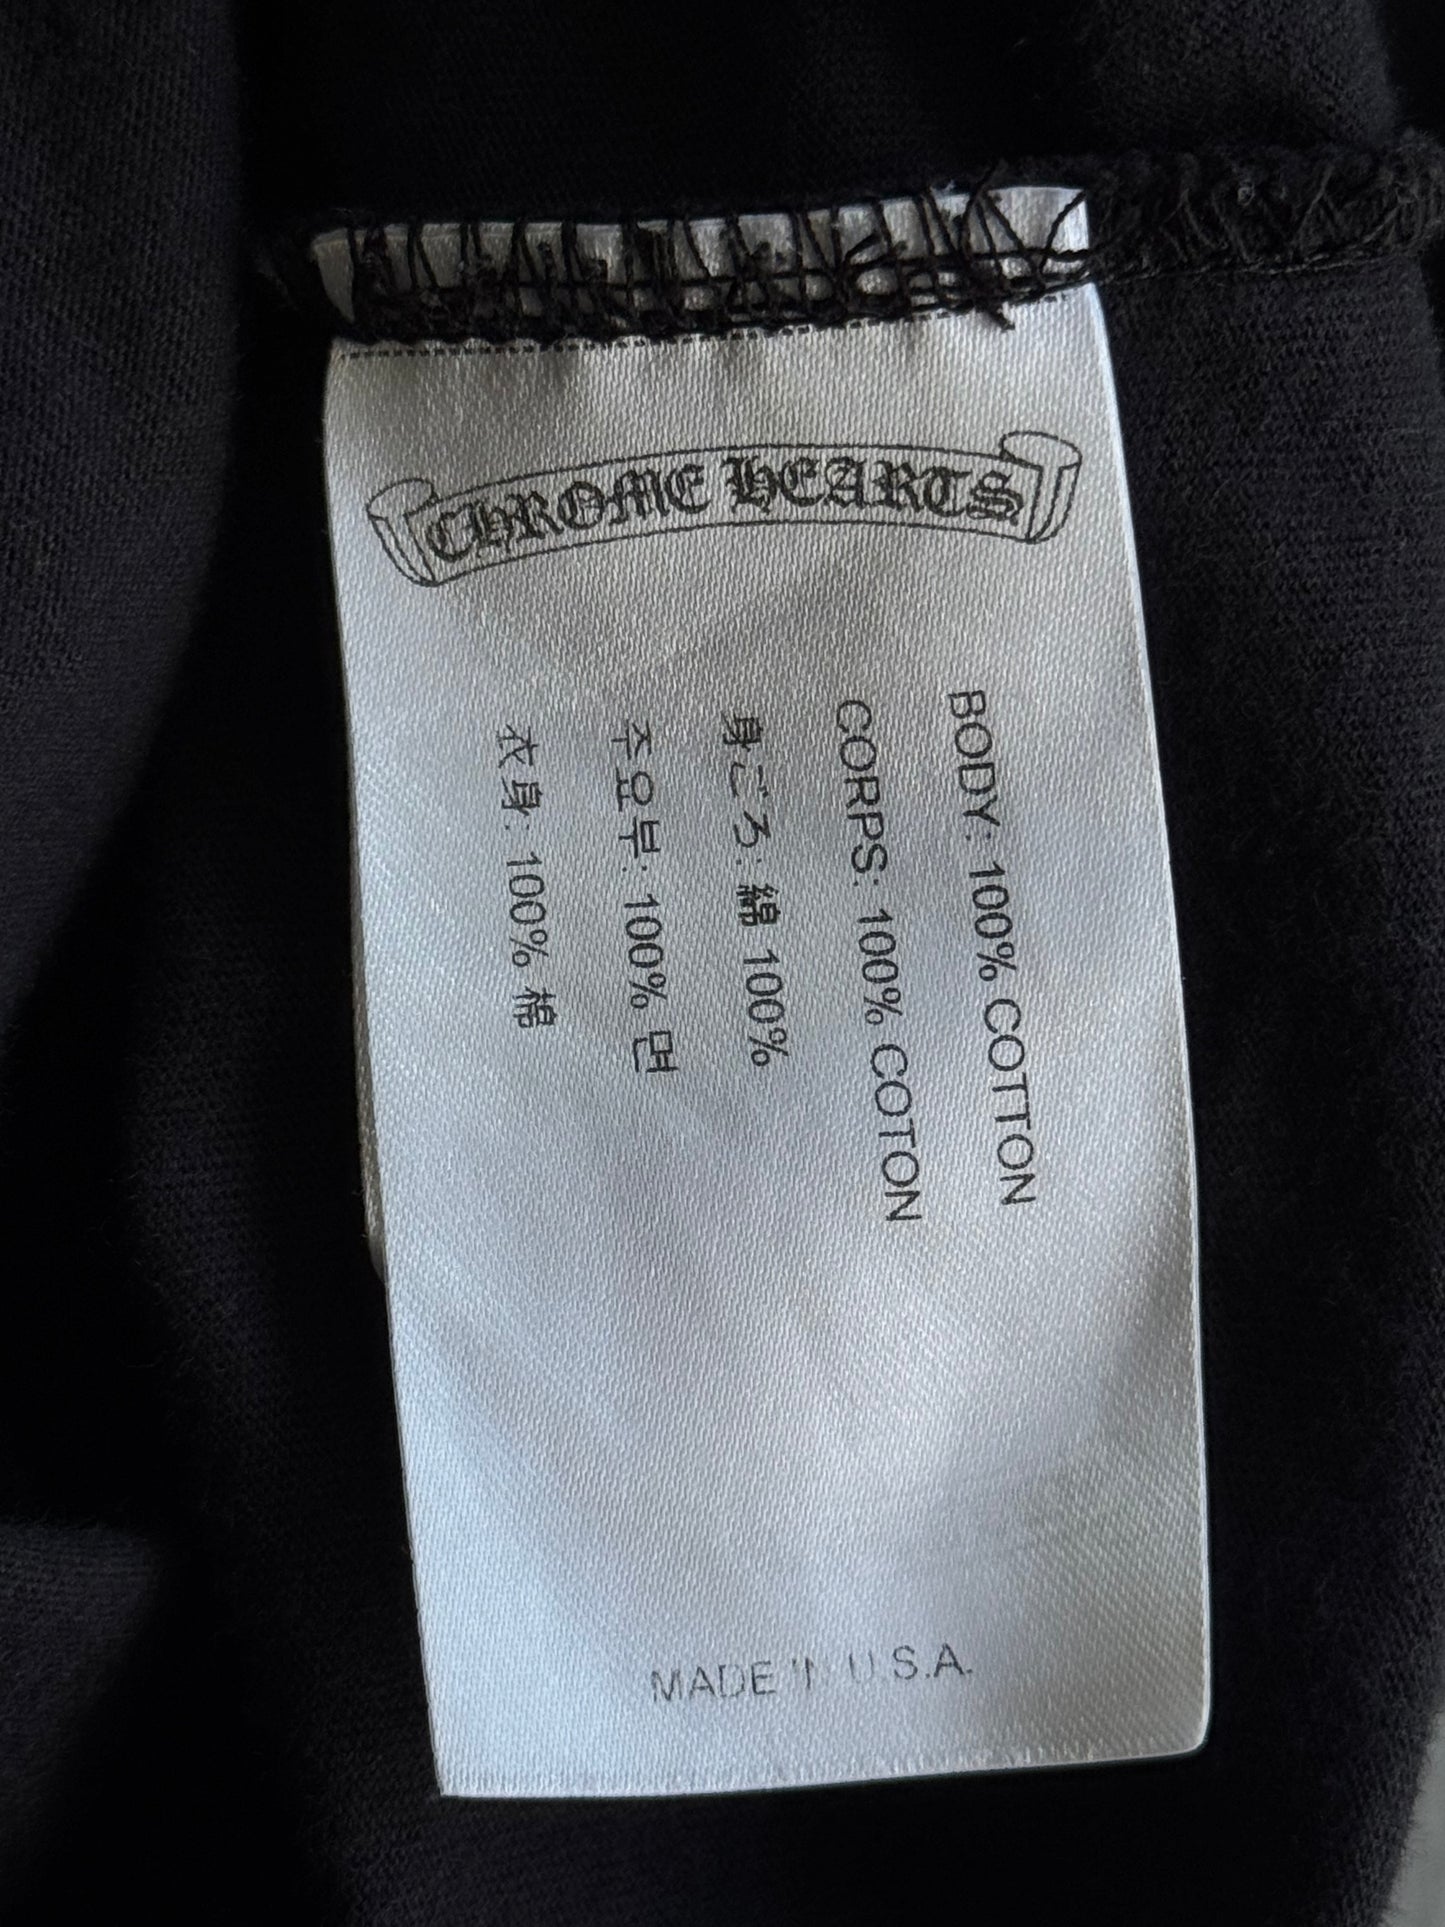 CHROME HEARTS
BODY: 100% COTTON
CORPS: 100% COTON
身ごろ: 綿 100%
주요부: 100% 면
衣身: 100% 棉
MADE IN U.S.A.